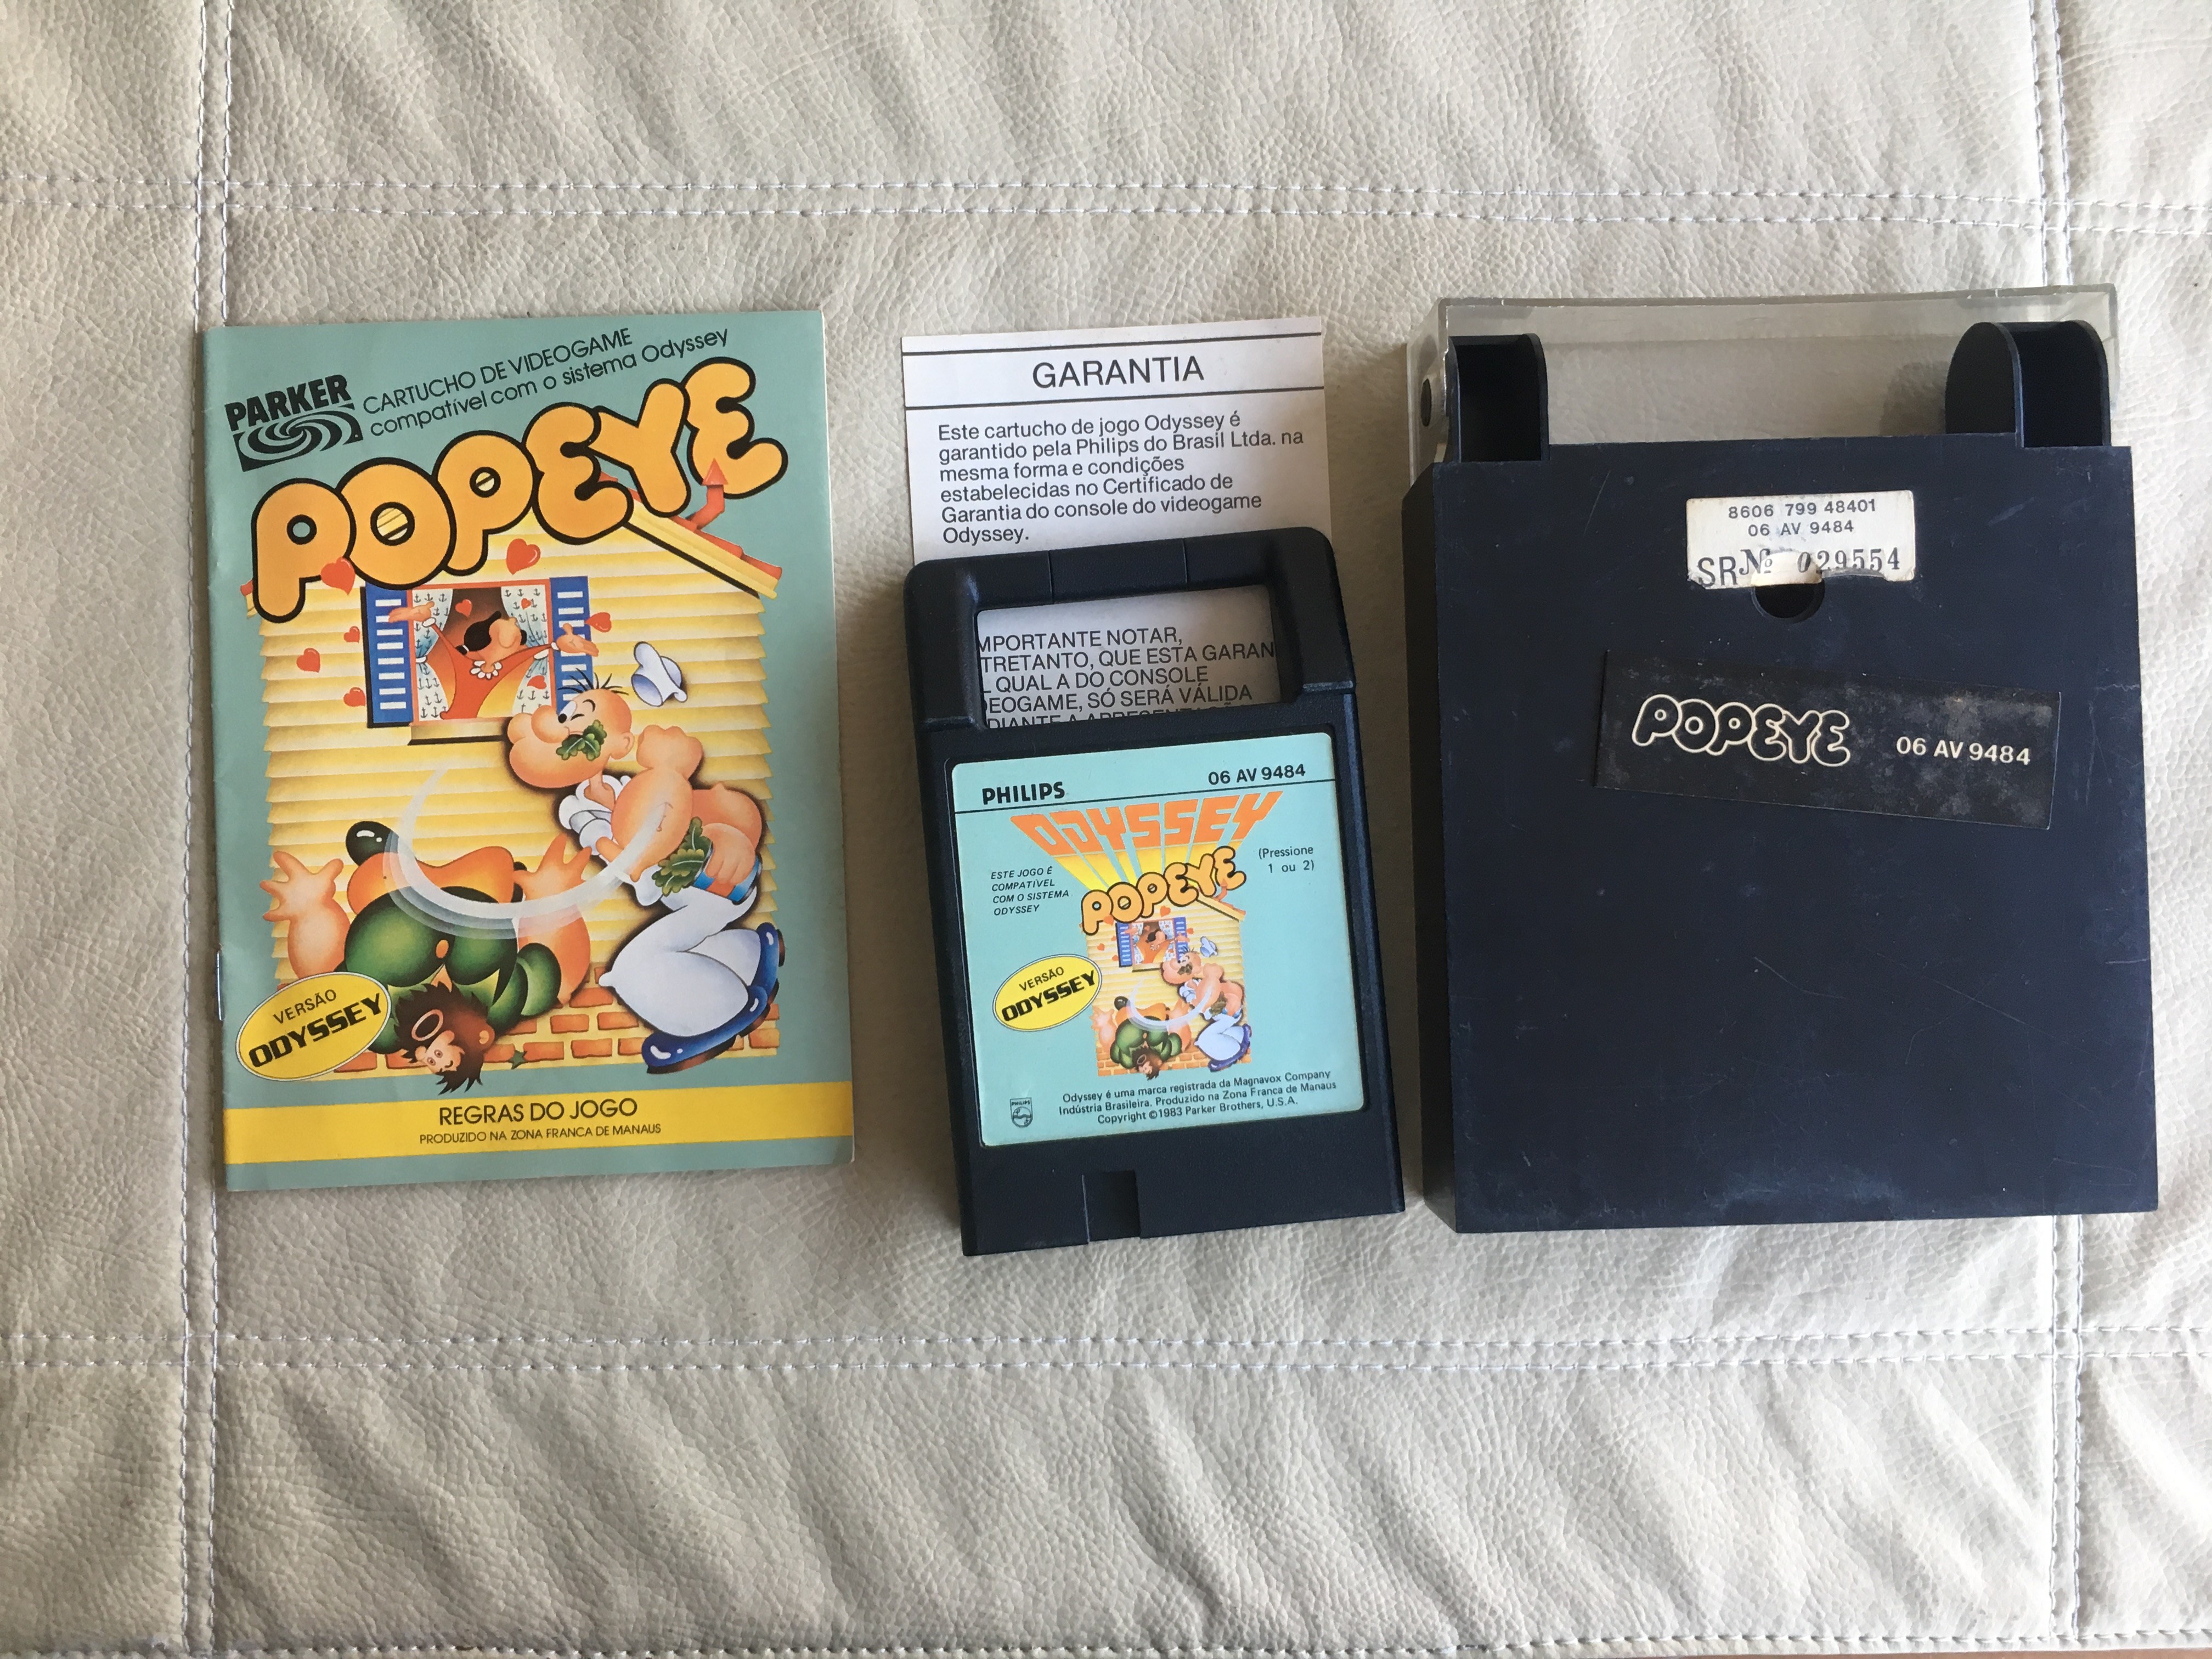 PARKER
CARTUCHO DE VIDEOGAME
compatível com o sistema Odyssey
POPEYE
VERSÃO
ODYSSEY
REGRAS DO JOGO
PRODUZIDO NA ZONA FRANCA DE MANAUS
GARANTIA
Este cartucho de jogo Odyssey é
garantido pela Philips do Brasil Ltda. na
mesma forma e condições
estabelecidas no Certificado de
Garantia do console do videogame
Odyssey.
MPORTANTE NOTAR,
TRETANTO, QUE ESTA GARAN
L QUAL A DO CONSOLE
DEOGAME, SÓ SERÁ VÁLIDA
DIANTE A APRESENTAÇÃO
PHILIPS
06 AV 9484
ODYSSEY
ESTE JOGO É
COMPATIVEL
COM O SISTEMA
ODYSSEY
POPEYE
(Pressione
1 ou 2)
VERSÃO
ODYSSEY
PHILIPS
Odyssey é uma marca registrada da Magnavox Company
Indústria Brasileira. Produzido na Zona Franca de Manaus
Copyright ©1983 Parker Brothers, U.S.A.
8606 799 48401
06 AV 9484
SR Nº 029554
POPEYE 06 AV 9484